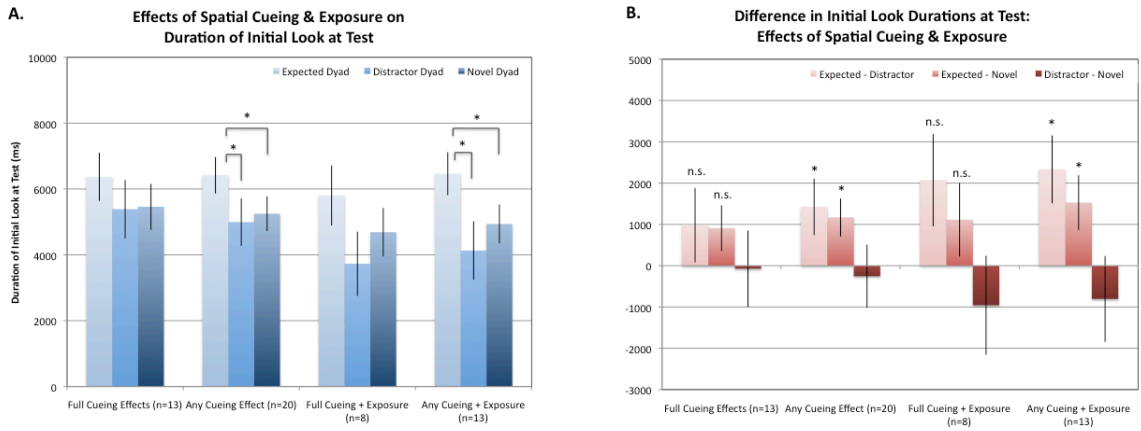 A.
Effects of Spatial Cueing & Exposure on
Duration of Initial Look at Test
10000
8000
6000
4000
2000
0
Duration of Initial Look at Test (ms)
Expected Dyad
Distractor Dyad
Novel Dyad
*
*
*
*
Full Cueing Effects (n=13)
Any Cueing Effect (n=20)
Full Cueing + Exposure
(n=8)
Any Cueing + Exposure
(n=13)
B.
Difference in Initial Look Durations at Test:
Effects of Spatial Cueing & Exposure
5000
4000
3000
2000
1000
0
-1000
-2000
-3000
Expected - Distractor
Expected - Novel
Distractor - Novel
n.s.
n.s.
*
*
n.s.
n.s.
*
*
Full Cueing Effects (n=13)
Any Cueing Effect (n=20)
Full Cueing + Exposure
(n=8)
Any Cueing + Exposure
(n=13)